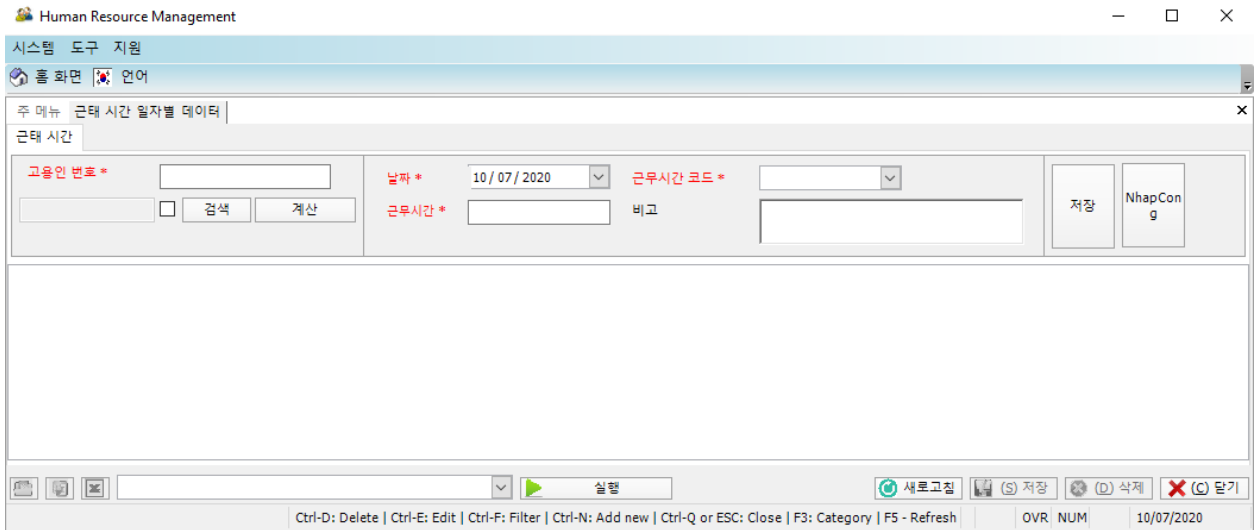 Human Resource Management
시스템 도구 지원
홈 화면 언어
주 메뉴 근태 시간 일자별 데이터
근태 시간
고용인 번호 * 날짜 * 10 / 07 / 2020 근무시간 코드 *
검색 계산 근무시간 * 비고 저장 NhapCon
g
실행 새로고침 (S) 저장 (D) 삭제 (C) 닫기
Ctrl-D: Delete | Ctrl-E: Edit | Ctrl-F: Filter | Ctrl-N: Add new | Ctrl-Q or ESC: Close | F3: Category | F5 - Refresh OVR NUM 10/07/2020